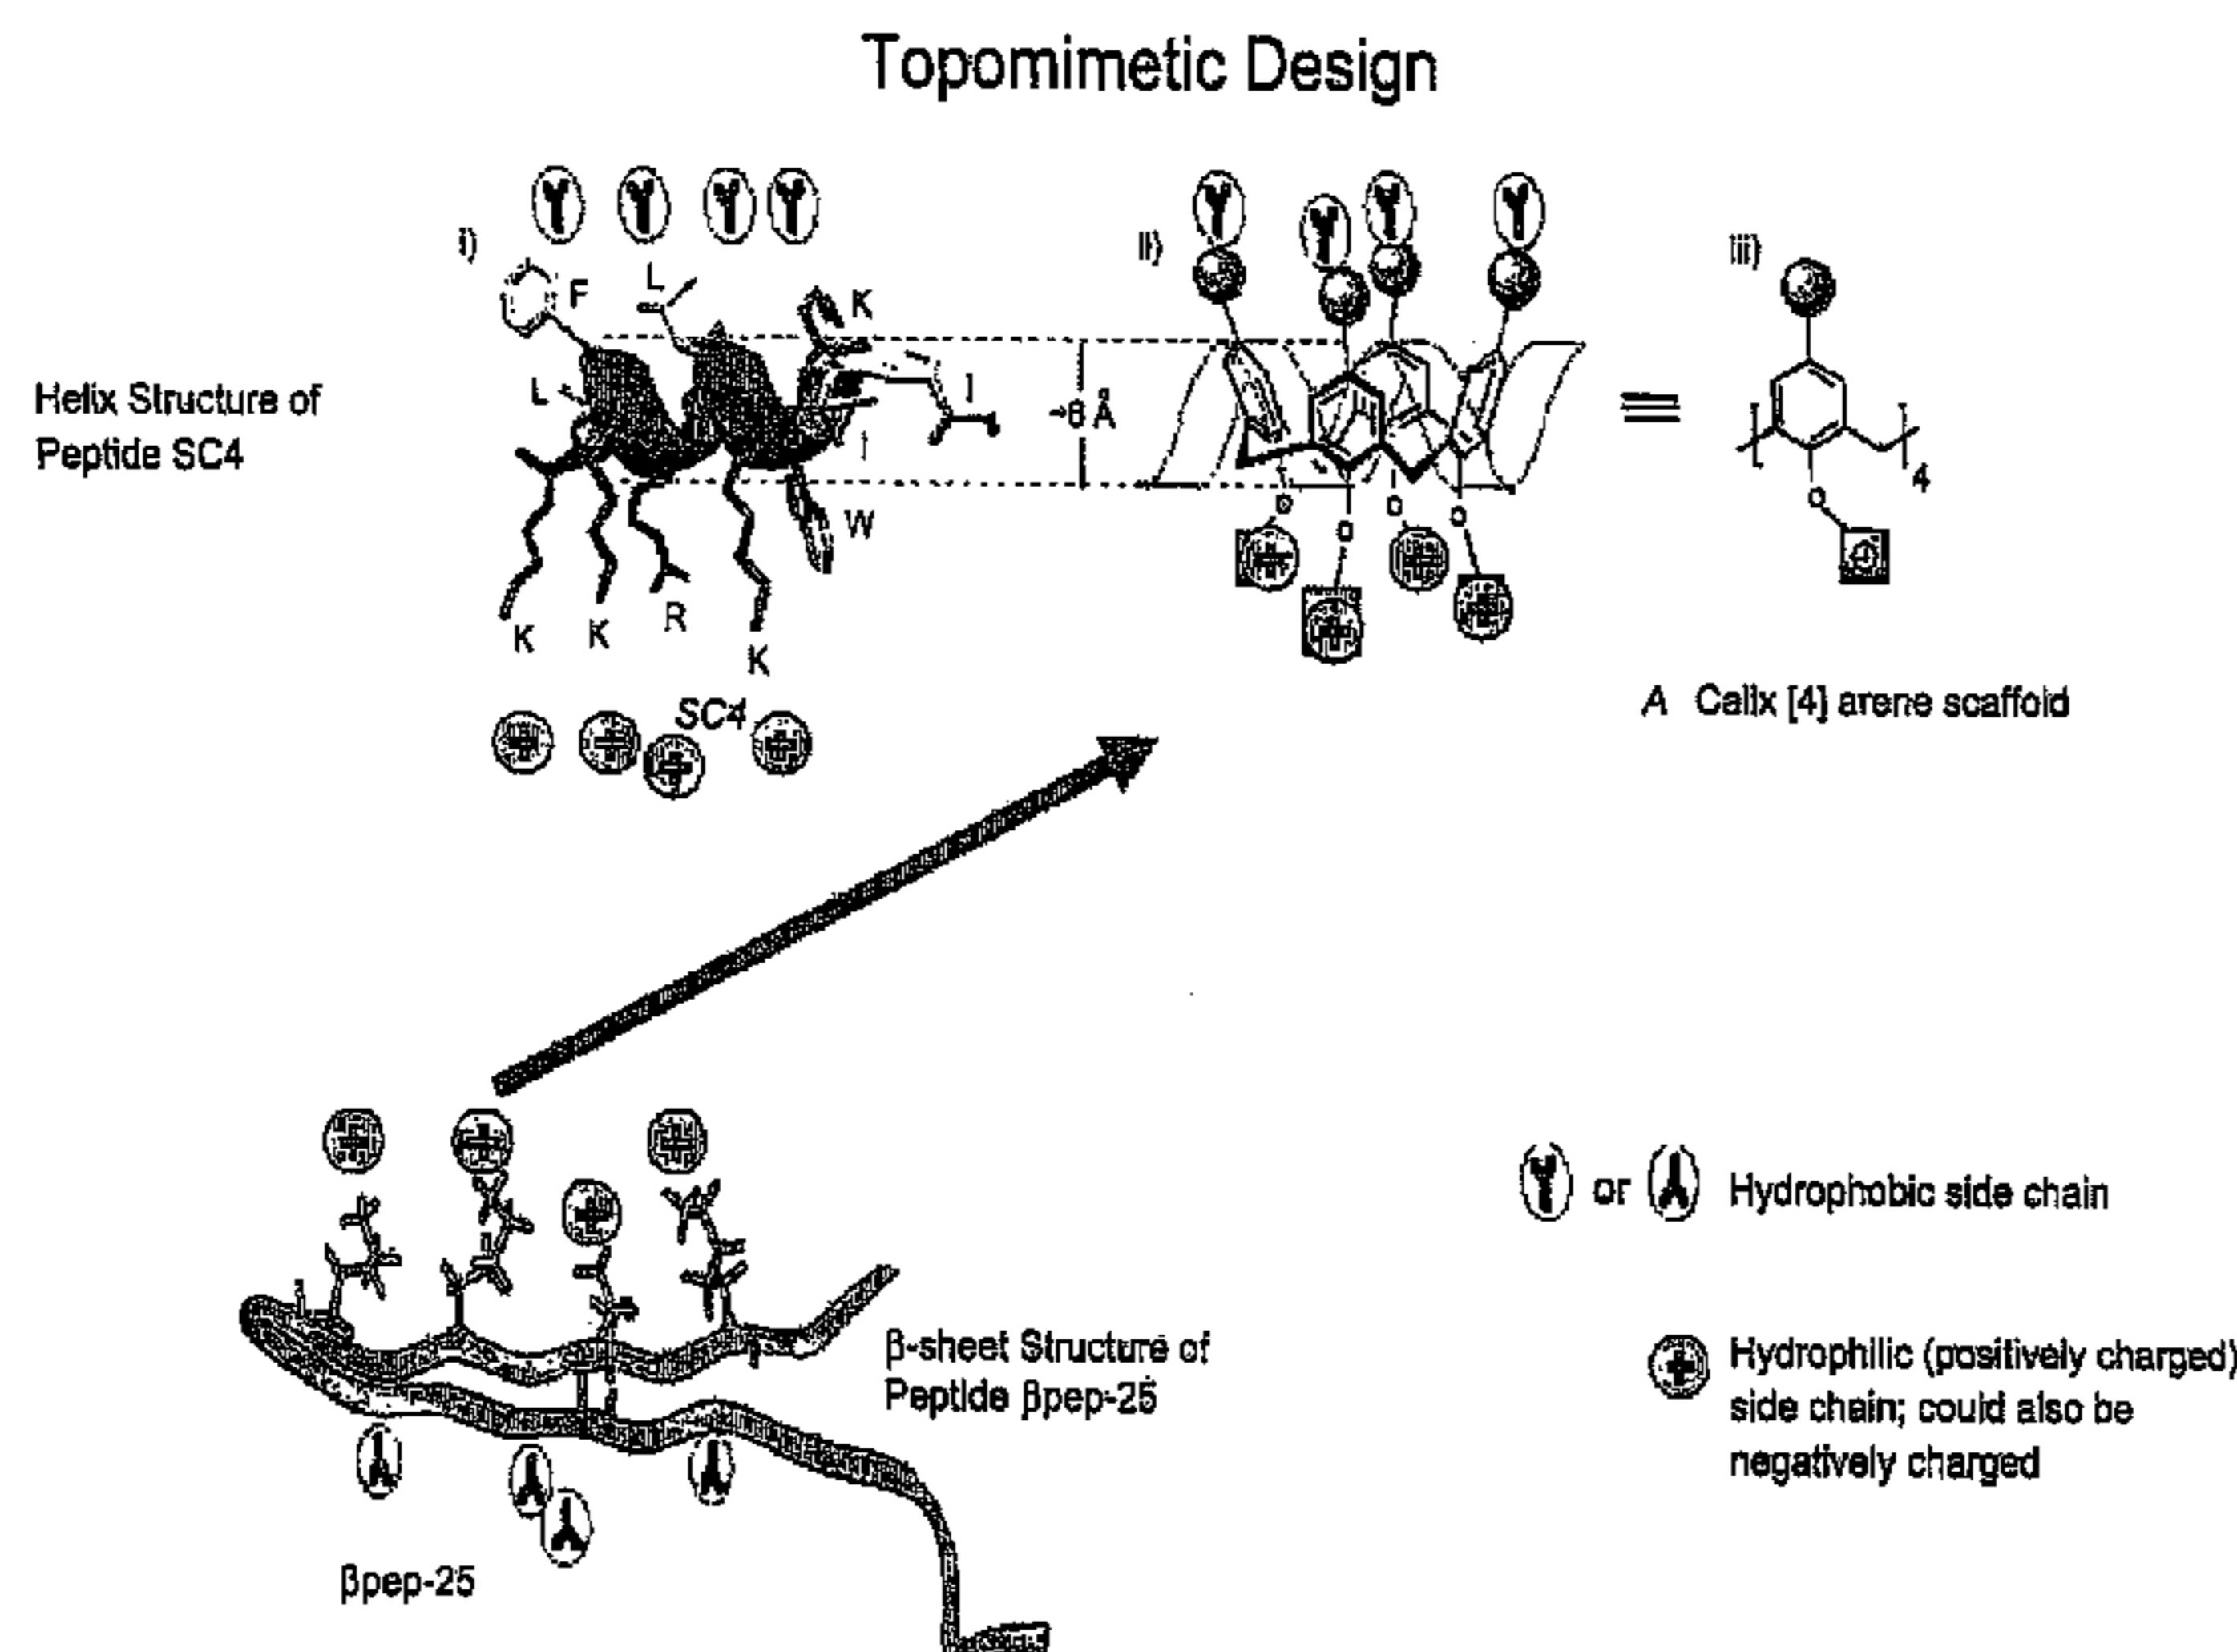 Topomimetic Design
i)
ii)
iii)
F
L
K
L
I
I
W
K
K
R
K
SC4
Helix Structure of
Peptide SC4
~8 Å
o
o
o
o
o
4
A Calix [4] arene scaffold
or
Hydrophobic side chain
Hydrophilic (positively charged)
side chain; could also be
negatively charged
β-sheet Structure of
Peptide βpep-25
βpep-25